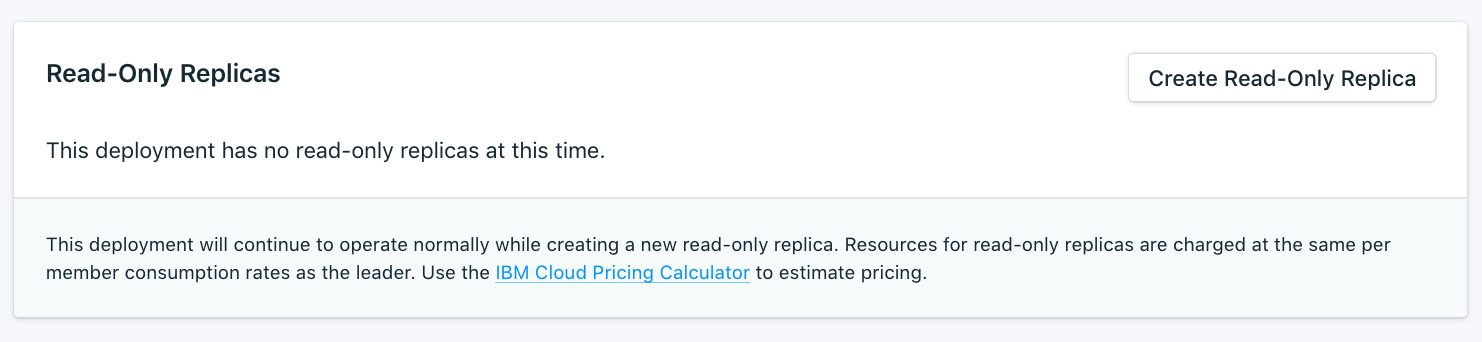 Read-Only Replicas
Create Read-Only Replica
This deployment has no read-only replicas at this time.
This deployment will continue to operate normally while creating a new read-only replica. Resources for read-only replicas are charged at the same per
member consumption rates as the leader. Use the IBM Cloud Pricing Calculator to estimate pricing.